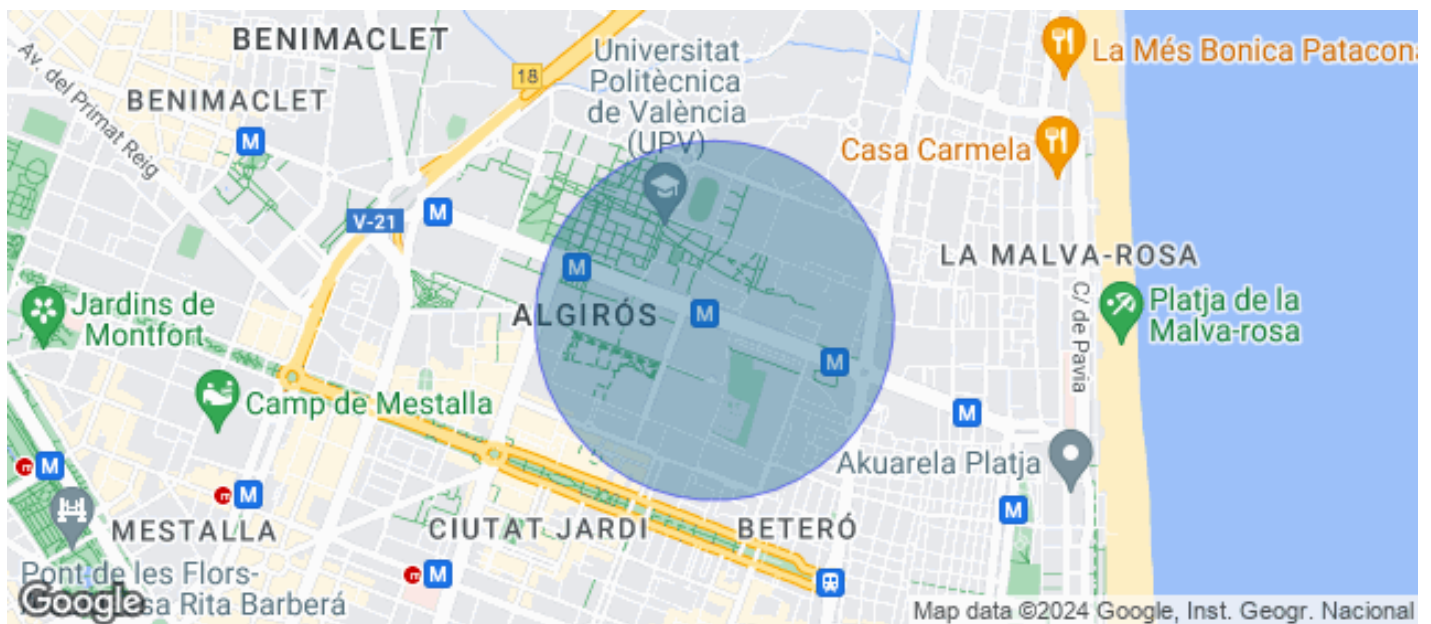 BENIMACLET
BENIMACLET
Av. del Primat Reig
M
18
Universitat
Politècnica
de València
(UPV)
La Més Bonica Patacona
Casa Carmela
V-21
M
M
LA MALVA-ROSA
Jardins de
Montfort
ALGIRÓS
M
C/ de Pavia
Platja de la
Malva-rosa
M
Camp de Mestalla
M
Akuarela Platja
M
M
M
MESTALLA
CIUTAT JARDI
BETERÓ
M
Pont de les Flors-
sa Rita Barberá
M
Google
Map data ©2024 Google, Inst. Geogr. Nacional